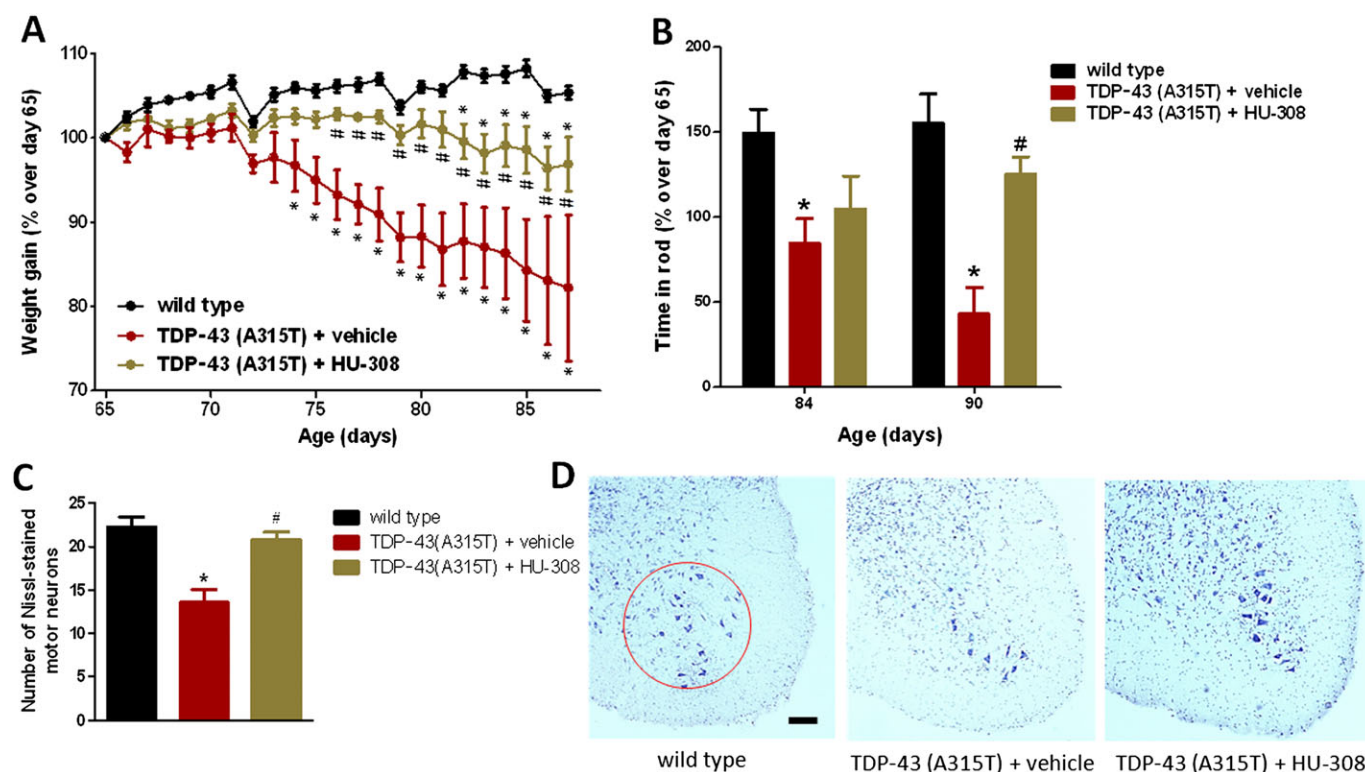 A
110
100
90
80
70
Weight gain (% over day 65)
wild type
TDP-43 (A315T) + vehicle
TDP-43 (A315T) + HU-308
* * * * * *
# # # # # # # # # # # #
* * * * * * * * * * * * * *
65 70 75 80 85
Age (days)
B
200
150
100
50
0
Time in rod (% over day 65)
wild type
TDP-43 (A315T) + vehicle
TDP-43 (A315T) + HU-308
*
*
#
84 90
Age (days)
C
25
20
15
10
5
0
Number of Nissl-stained
motor neurons
*
#
wild type
TDP-43(A315T) + vehicle
TDP-43(A315T) + HU-308
D
wild type
TDP-43 (A315T) + vehicle
TDP-43 (A315T) + HU-308